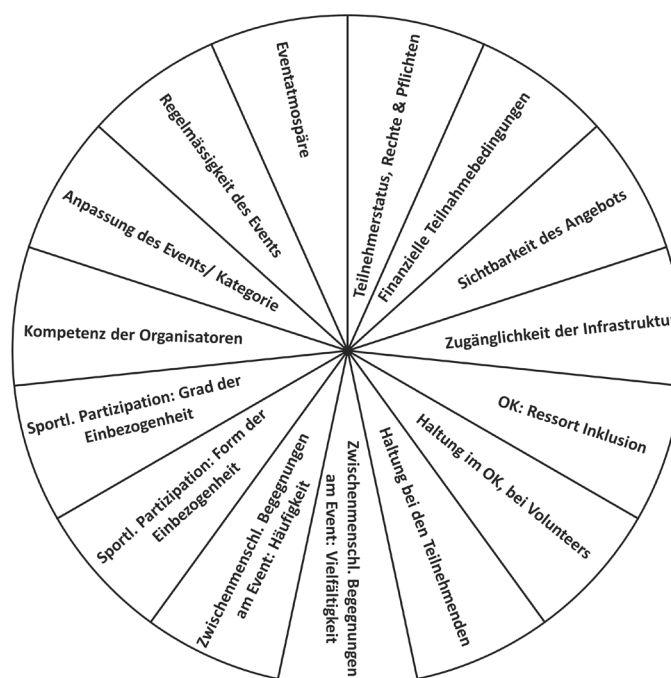 Teilnehmerstatus, Rechte & Pflichten
Finanzielle Teilnahmebedingungen
Sichtbarkeit des Angebots
Zugänglichkeit der Infrastruktur
OK: Ressort Inklusion
Haltung im OK, bei Volunteers
Haltung bei den Teilnehmenden
Zwischenmenschl. Begegnungen
am Event: Vielfältigkeit
Zwischenmenschl. Begegnungen
am Event: Häufigkeit
Sportl. Partizipation: Form der
Einbezogenheit
Sportl. Partizipation: Grad der
Einbezogenheit
Kompetenz der Organisatoren
Anpassung des Events/ Kategorie
Regelmässigkeit des Events
Eventatmospäre